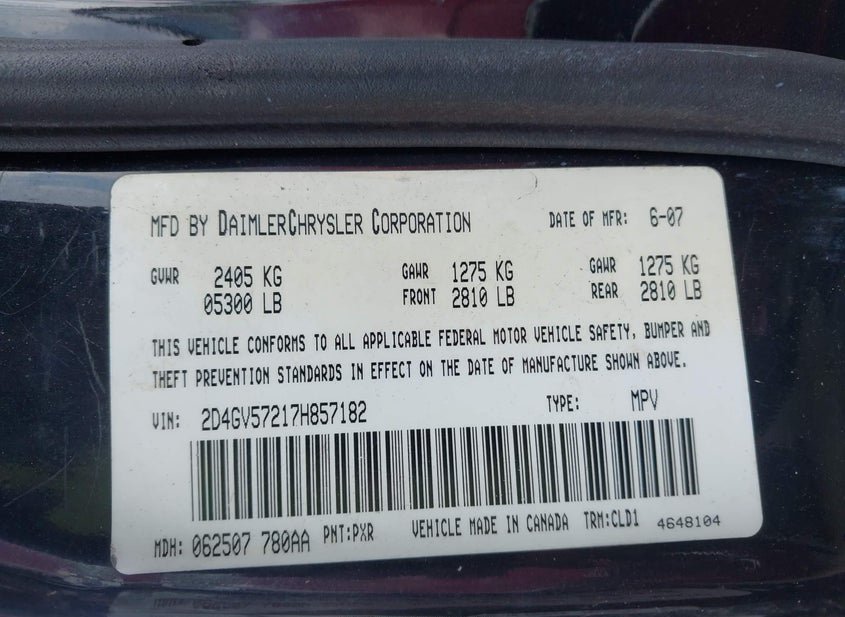 MFD BY DAIMLERCHRYSLER CORPORATION DATE OF MFR: 6-07
GVWR 2405 KG GAWR 1275 KG GAWR 1275 KG
05300 LB FRONT 2810 LB REAR 2810 LB
THIS VEHICLE CONFORMS TO ALL APPLICABLE FEDERAL MOTOR VEHICLE SAFETY, BUMPER AND
THEFT PREVENTION STANDARDS IN EFFECT ON THE DATE OF MANUFACTURE SHOWN ABOVE.
VIN: 2D4GV57217H857182 TYPE: MPV
MDH: 062507 780AA PNT:PXR VEHICLE MADE IN CANADA TRM:CLD1 4648104